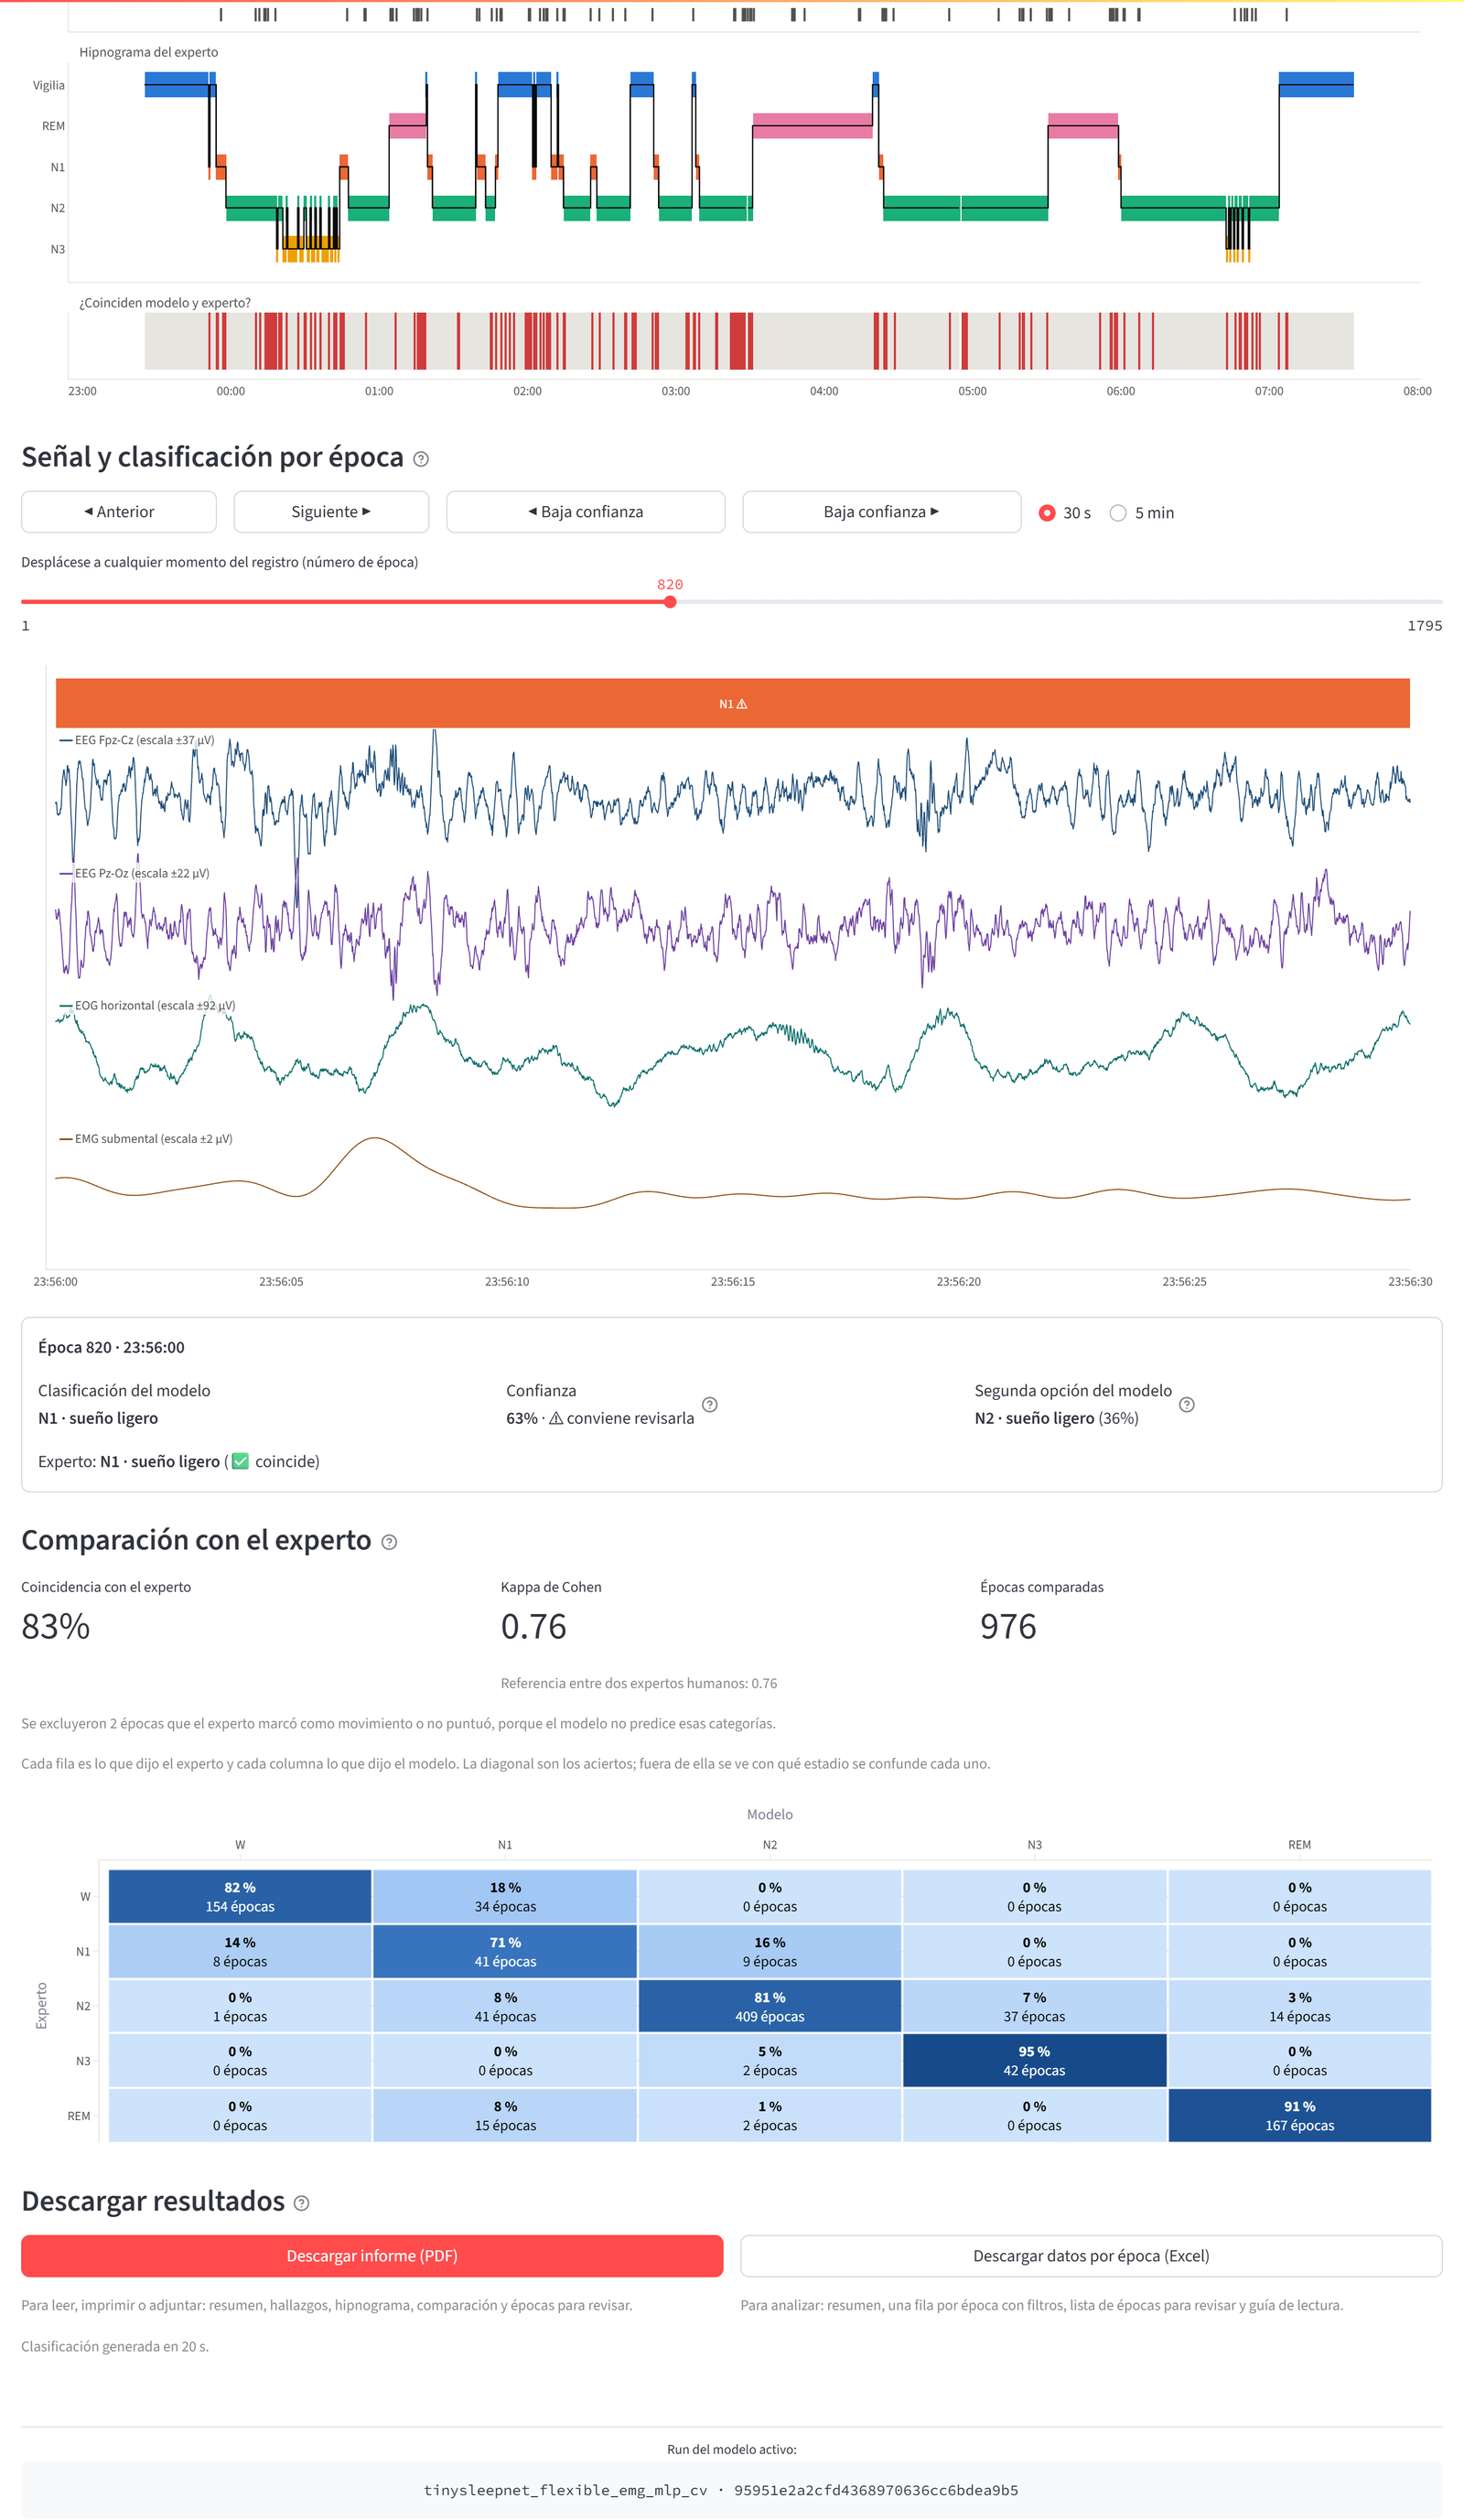 Hipnograma del experto
Vigilia
REM
N1
N2
N3
¿Coinciden modelo y experto?
23:00 00:00 01:00 02:00 03:00 04:00 05:00 06:00 07:00 08:00
Señal y clasificación por época
◄ Anterior Siguiente ► ◄ Baja confianza Baja confianza ► 30 s 5 min
Desplácese a cualquier momento del registro (número de época)
820
1 1795
N1 ⚠
EEG Fpz-Cz (escala ±37 µV)
EEG Pz-Oz (escala ±22 µV)
EOG horizontal (escala ±92 µV)
EMG submental (escala ±2 µV)
23:56:00 23:56:05 23:56:10 23:56:15 23:56:20 23:56:25 23:56:30
Época 820 · 23:56:00
Clasificación del modelo Confianza Segunda opción del modelo
N1 · sueño ligero 63% · ⚠ conviene revisarla N2 · sueño ligero (36%)
Experto: N1 · sueño ligero (✅ coincide)
Comparación con el experto
Coincidencia con el experto Kappa de Cohen Épocas comparadas
83% 0.76 976
Referencia entre dos expertos humanos: 0.76
Se excluyeron 2 épocas que el experto marcó como movimiento o no puntuó, porque el modelo no predice esas categorías.
Cada fila es lo que dijo el experto y cada columna lo que dijo el modelo. La diagonal son los aciertos; fuera de ella se ve con qué estadio se confunde cada uno.
Modelo
W N1 N2 N3 REM
Experto
W 82 % 18 % 0 % 0 % 0 %
154 épocas 34 épocas 0 épocas 0 épocas 0 épocas
N1 14 % 71 % 16 % 0 % 0 %
8 épocas 41 épocas 9 épocas 0 épocas 0 épocas
N2 0 % 8 % 81 % 7 % 3 %
1 épocas 41 épocas 409 épocas 37 épocas 14 épocas
N3 0 % 0 % 5 % 95 % 0 %
0 épocas 0 épocas 2 épocas 42 épocas 0 épocas
REM 0 % 8 % 1 % 0 % 91 %
0 épocas 15 épocas 2 épocas 0 épocas 167 épocas
Descargar resultados
Descargar informe (PDF) Descargar datos por época (Excel)
Para leer, imprimir o adjuntar: resumen, hallazgos, hipnograma, comparación y épocas para revisar. Para analizar: resumen, una fila por época con filtros, lista de épocas para revisar y guía de lectura.
Clasificación generada en 20 s.
Run del modelo activo:
tinysleepnet_flexible_emg_mlp_cv · 95951e2a2cfd4368970636cc6bdea9b5